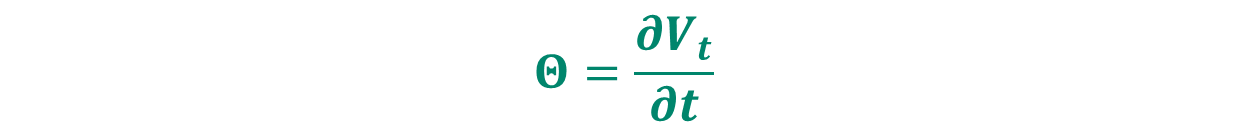 Θ = ∂V_t / ∂t